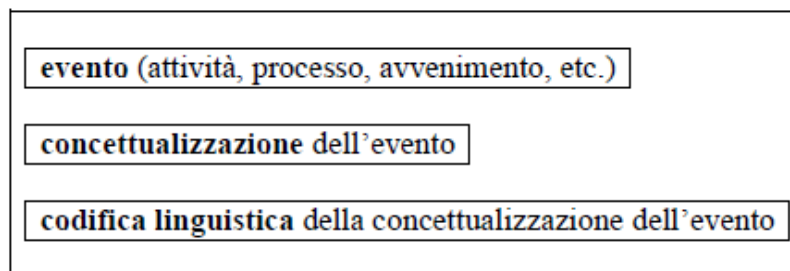 evento (attività, processo, avvenimento, etc.)
concettualizzazione dell'evento
codifica linguistica della concettualizzazione dell'evento